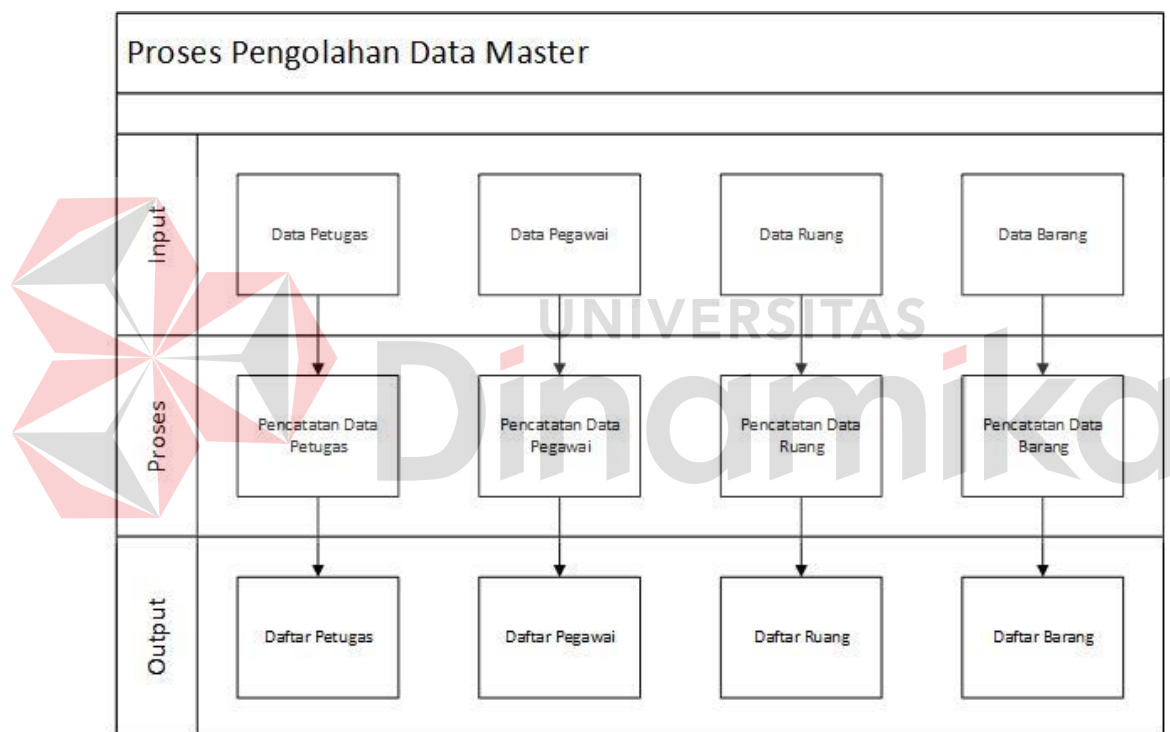 Proses Pengolahan Data Master
Input
Data Petugas
Data Pegawai
Data Ruang
Data Barang
UNIVERSITAS
Dinamika
Proses
Pencatatan Data
Petugas
Pencatatan Data
Pegawai
Pencatatan Data
Ruang
Pencatatan Data
Barang
Output
Daftar Petugas
Daftar Pegawai
Daftar Ruang
Daftar Barang